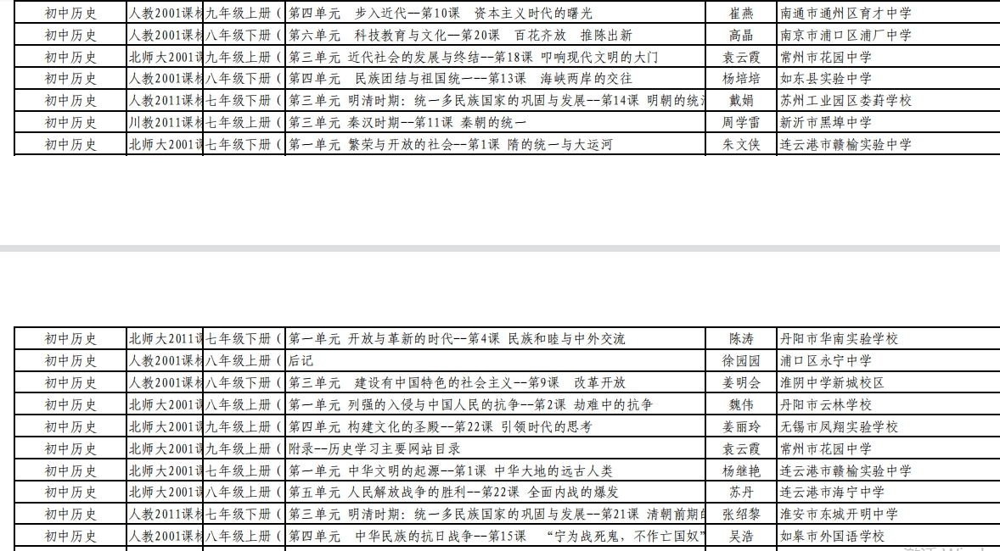 初中历史 人教2001课标 九年级上册（ 第四单元　步入近代--第10课　资本主义时代的曙光 崔燕 南通市通州区育才中学
初中历史 人教2001课标 八年级下册（ 第六单元　科技教育与文化--第20课　百花齐放　推陈出新 高晶 南京市浦口区浦厂中学
初中历史 北师大2001课 九年级上册（ 第三单元 近代社会的发展与终结--第18课 叩响现代文明的大门 袁云霞 常州市花园中学
初中历史 人教2001课标 八年级下册（ 第四单元　民族团结与祖国统一--第13课　海峡两岸的交往 杨培培 如东县实验中学
初中历史 人教2011课标 七年级下册（ 第三单元 明清时期：统一多民族国家的巩固与发展--第14课 明朝的统治 戴娟 苏州工业园区娄葑学校
初中历史 川教2011课标 七年级上册（ 第三单元 秦汉时期--第11课 秦朝的统一 周学雷 新沂市黑埠中学
初中历史 北师大2001课 七年级下册（ 第一单元 繁荣与开放的社会--第1课 隋的统一与大运河 朱文侠 连云港市赣榆实验中学
初中历史 北师大2011课 七年级下册（ 第一单元 开放与革新的时代--第4课 民族和睦与中外交流 陈涛 丹阳市华南实验学校
初中历史 人教2001课标 八年级上册（ 后记 徐园园 浦口区永宁中学
初中历史 人教2001课标 八年级下册（ 第三单元　建设有中国特色的社会主义--第9课　改革开放 姜明会 淮阴中学新城校区
初中历史 北师大2001课 八年级上册（ 第一单元 列强的入侵与中国人民的抗争--第2课 劫难中的抗争 魏伟 丹阳市云林学校
初中历史 北师大2001课 九年级上册（ 第四单元 构建文化的圣殿--第22课 引领时代的思考 姜丽玲 无锡市凤翔实验学校
初中历史 北师大2001课 九年级上册（ 附录--历史学习主要网站目录 袁云霞 常州市花园中学
初中历史 北师大2001课 七年级上册（ 第一单元 中华文明的起源--第1课 中华大地的远古人类 杨继艳 连云港市赣榆实验中学
初中历史 北师大2001课 八年级上册（ 第五单元 人民解放战争的胜利--第22课 全面内战的爆发 苏丹 连云港市海宁中学
初中历史 人教2011课标 七年级下册（ 第三单元 明清时期：统一多民族国家的巩固与发展--第21课 清朝前期的 张绍黎 淮安市东城开明中学
初中历史 人教2001课标 八年级上册（ 第四单元　中华民族的抗日战争--第15课　“宁为战死鬼，不作亡国奴” 吴浩 如皋市外国语学校